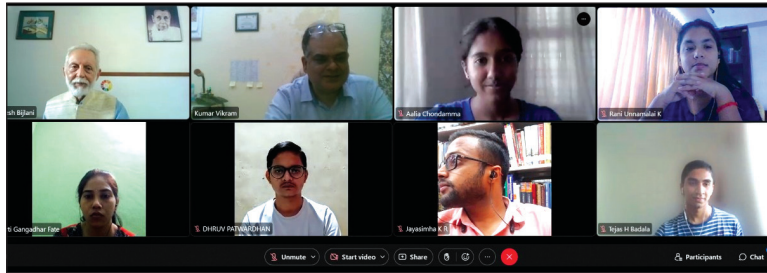 esh Bijlani
Kumar Vikram
Aalia Chondamma
Rani Unnamalai K
ti Gangadhar Fate
DHRUV PATWARDHAN
Jayasimha K R
Tejas H Badala
Unmute
Start video
Share
Participants
Chat